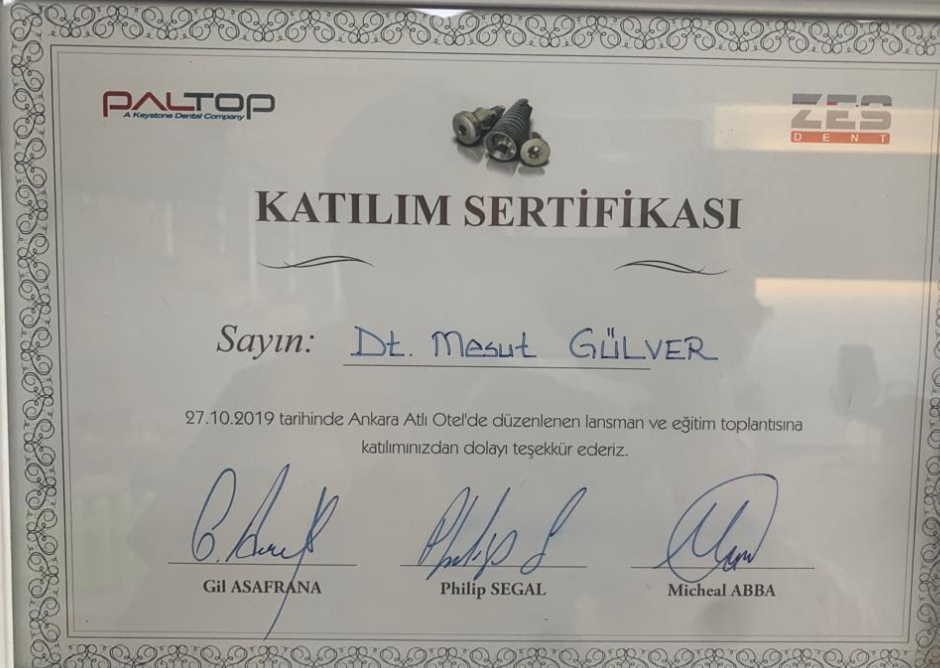 PALTOP
A Keystone Dental Company
ZES
DENT
KATILIM SERTİFİKASI
Sayın: Dt. Mesut GÜLVER
27.10.2019 tarihinde Ankara Atlı Otel'de düzenlenen lansman ve eğitim toplantısına
katılımınızdan dolayı teşekkür ederiz.
Gil ASAFRANA
Philip SEGAL
Micheal ABBA